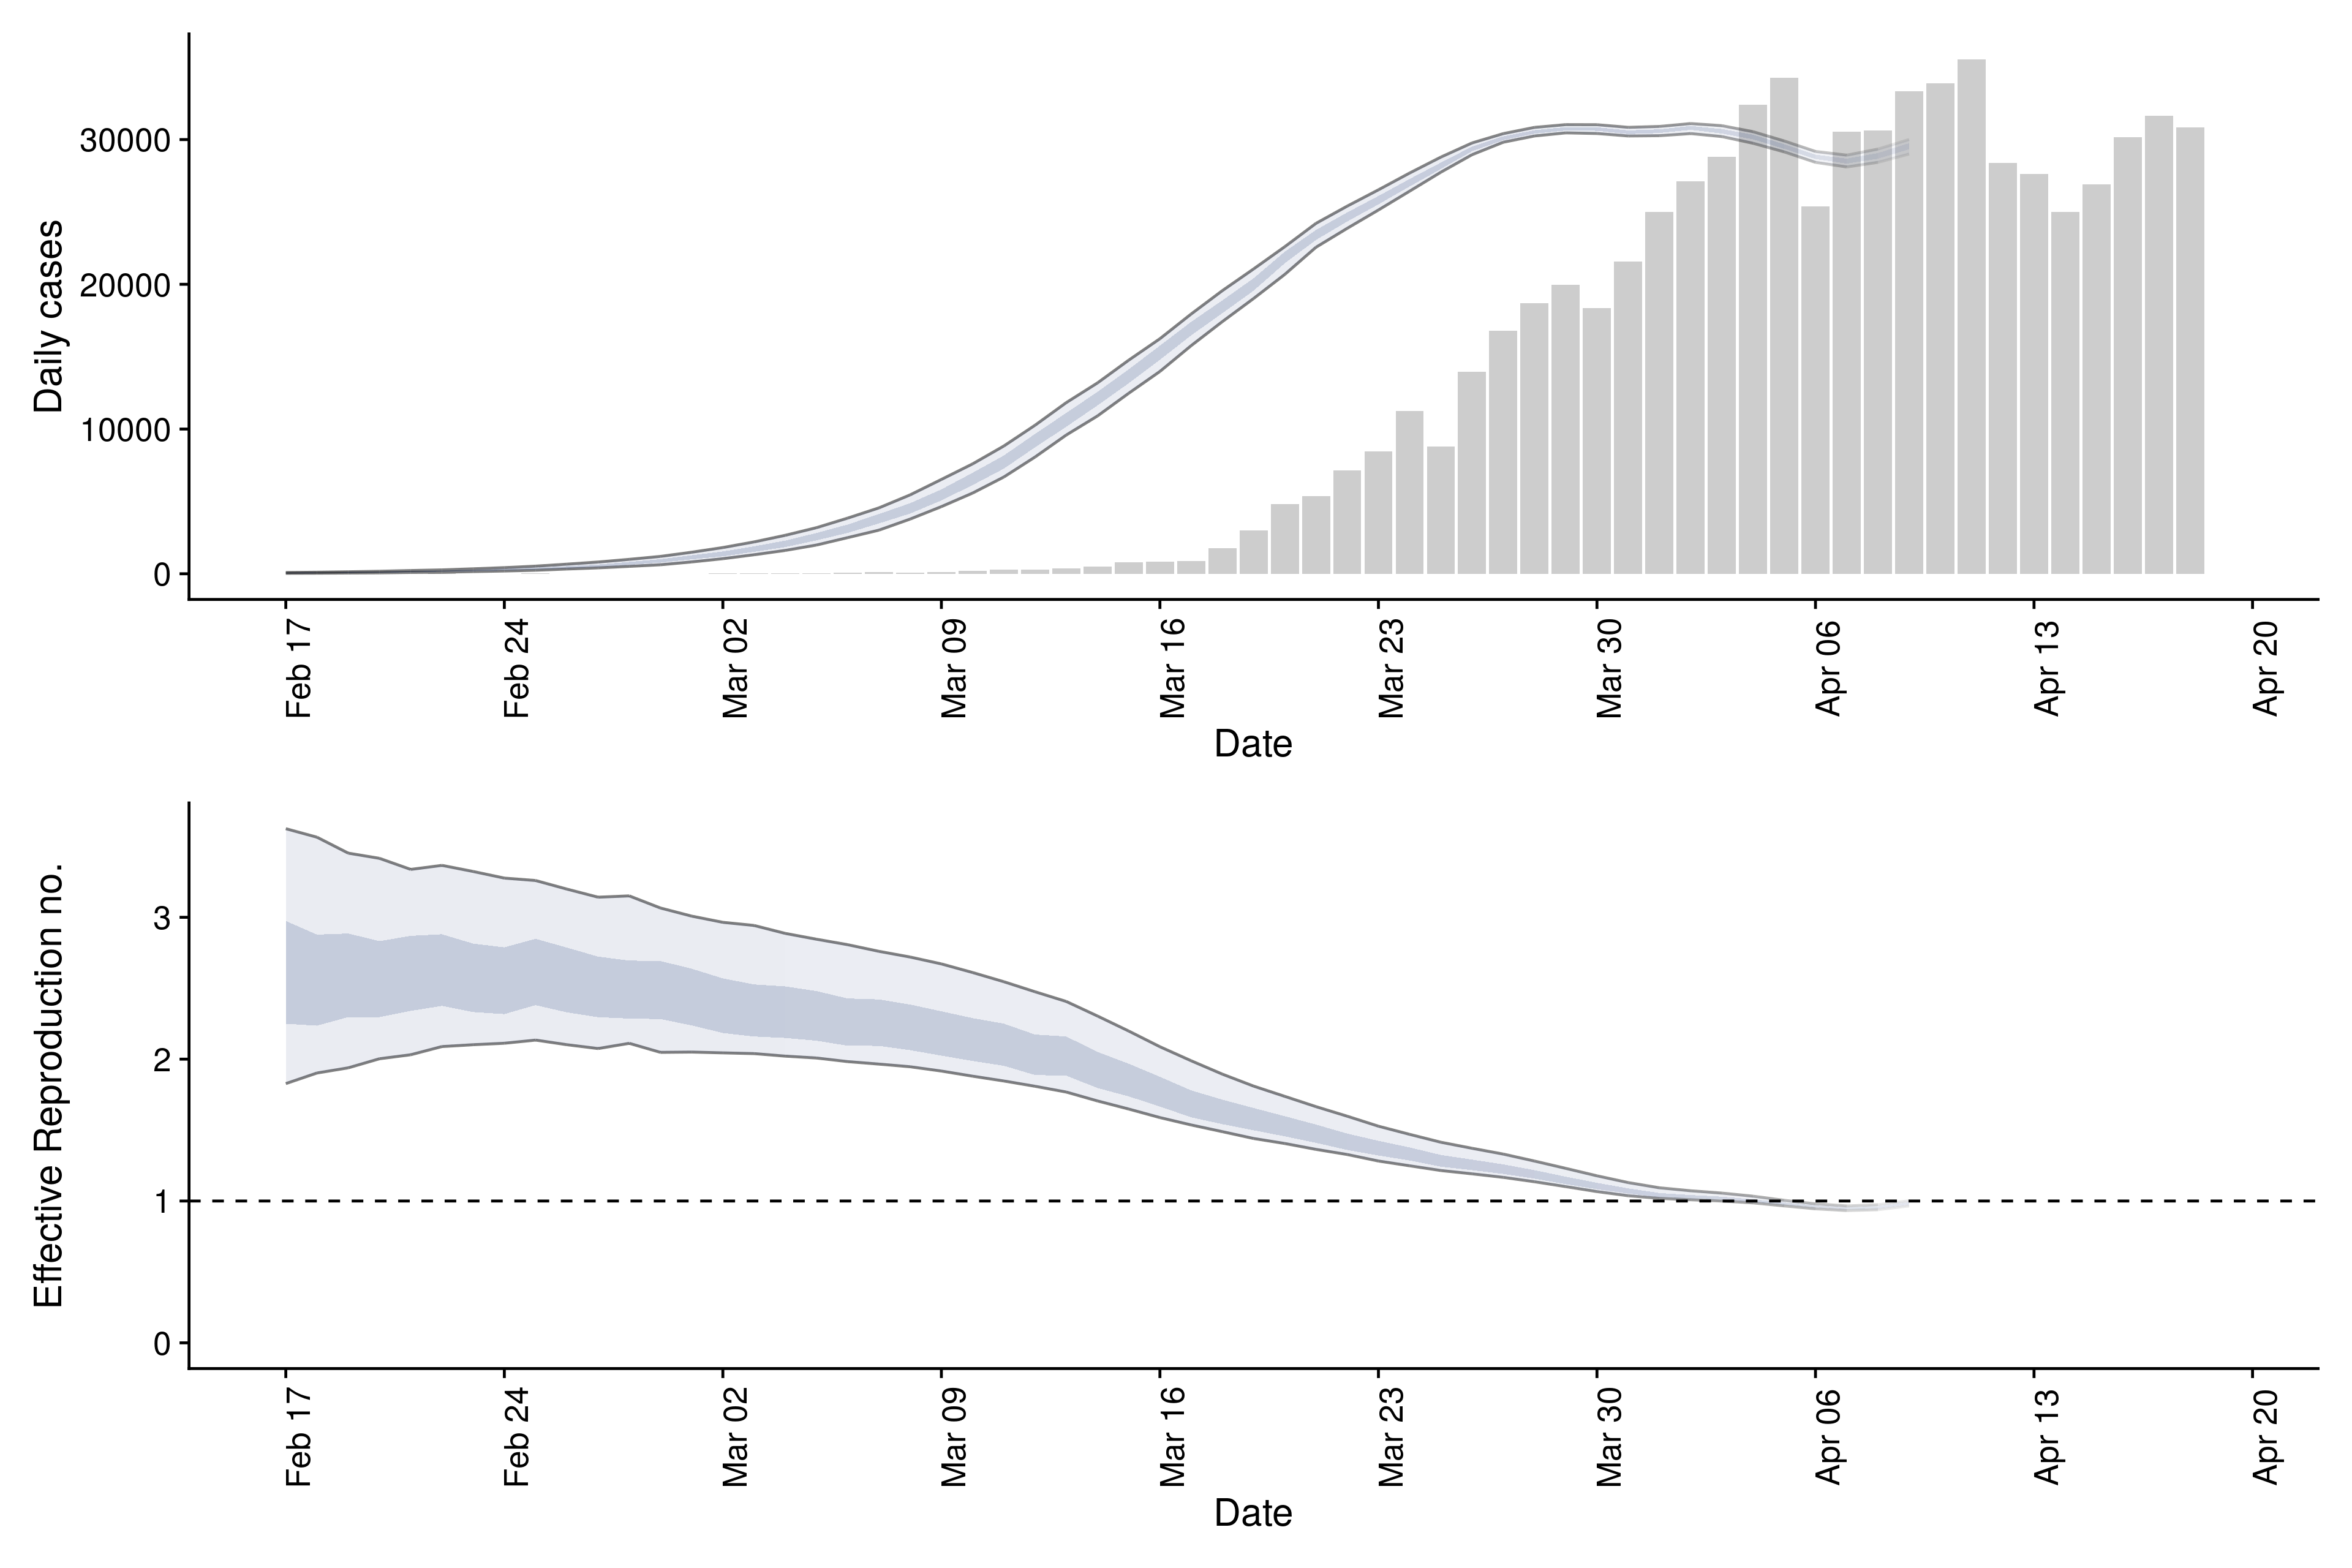 Daily cases
30000
20000
10000
0
Feb 17
Feb 24
Mar 02
Mar 09
Mar 16
Mar 23
Mar 30
Apr 06
Apr 13
Apr 20
Date
Effective Reproduction no.
3
2
1
0
Feb 17
Feb 24
Mar 02
Mar 09
Mar 16
Mar 23
Mar 30
Apr 06
Apr 13
Apr 20
Date